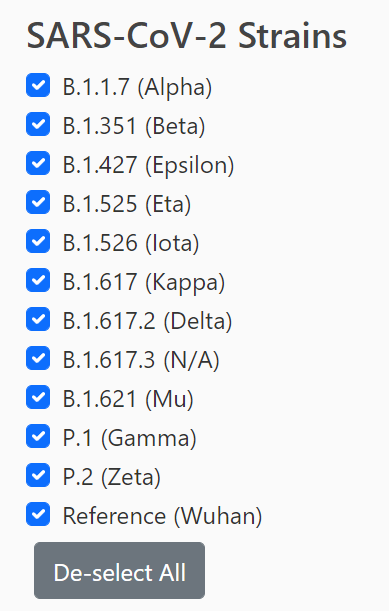 SARS-CoV-2 Strains
B.1.1.7 (Alpha)
B.1.351 (Beta)
B.1.427 (Epsilon)
B.1.525 (Eta)
B.1.526 (Iota)
B.1.617 (Kappa)
B.1.617.2 (Delta)
B.1.617.3 (N/A)
B.1.621 (Mu)
P.1 (Gamma)
P.2 (Zeta)
Reference (Wuhan)
De-select All